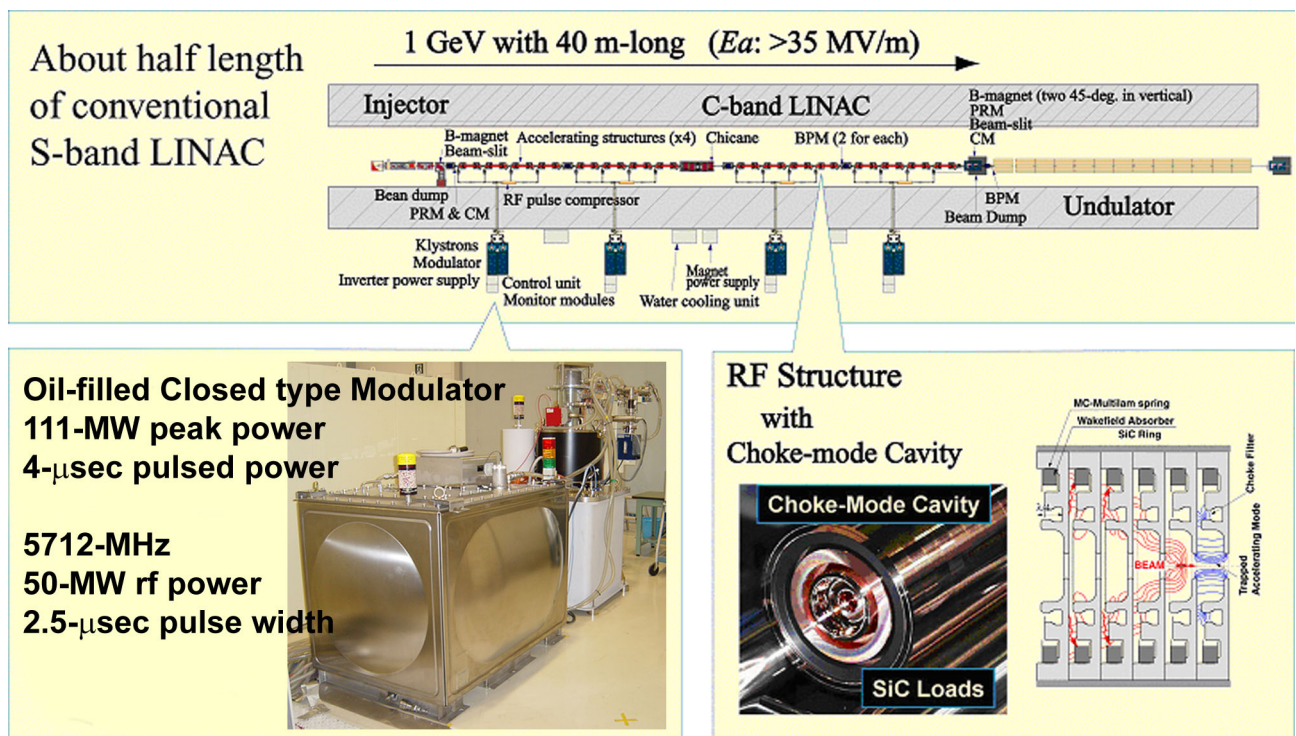 About half length
of conventional
S-band LINAC
1 GeV with 40 m-long (Ea: >35 MV/m)
Injector
C-band LINAC
B-magnet (two 45-deg. in vertical)
PRM
Beam-slit
CM
B-magnet
Beam-slit
Accelerating structures (x4)
Chicane
BPM (2 for each)
Bean dump
PRM & CM
RF pulse compressor
BPM
Beam Dump
Undulator
Klystrons
Modulator
Inverter power supply
Control unit
Monitor modules
Magnet
power supply
Water cooling unit
Oil-filled Closed type Modulator
111-MW peak power
4-μsec pulsed power
5712-MHz
50-MW rf power
2.5-μsec pulse width
RF Structure
with
Choke-mode Cavity
Choke-Mode Cavity
SiC Loads
MC-Multilam spring
Wakefield Absorber
SiC Ring
Choke Filter
BEAM
Trapped
Accelerating Mode